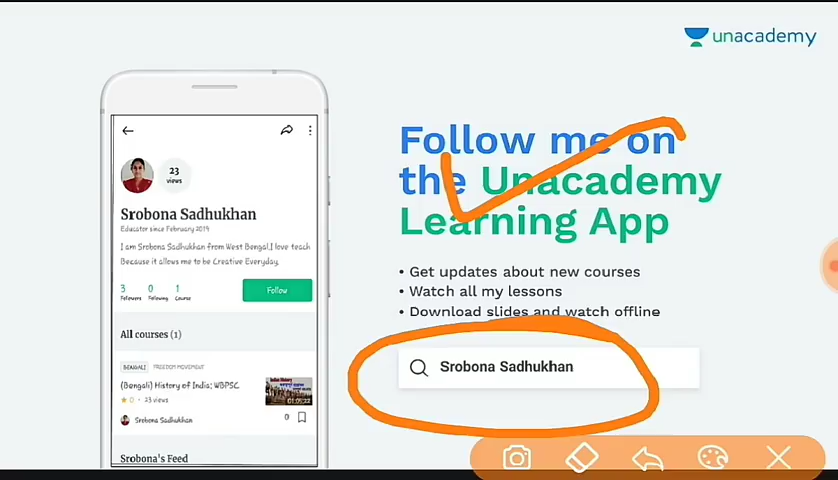 unacademy
23
views
Srobona Sadhukhan
Educator since February 2019
I am Srobona Sadhukhan from West Bengal,I love teach
Because it allows me to be Creative Everyday.
3 0 1
Followers Following Course
Follow
All courses (1)
BENGALI FREEDOM MOVEMENT
(Bengali) History of India: WBPSC.
0 • 23 views
Indian History
Srobona Sadhukhan
0
Srobona's Feed
Follow me on
the Unacademy
Learning App
• Get updates about new courses
• Watch all my lessons
• Download slides and watch offline
Srobona Sadhukhan